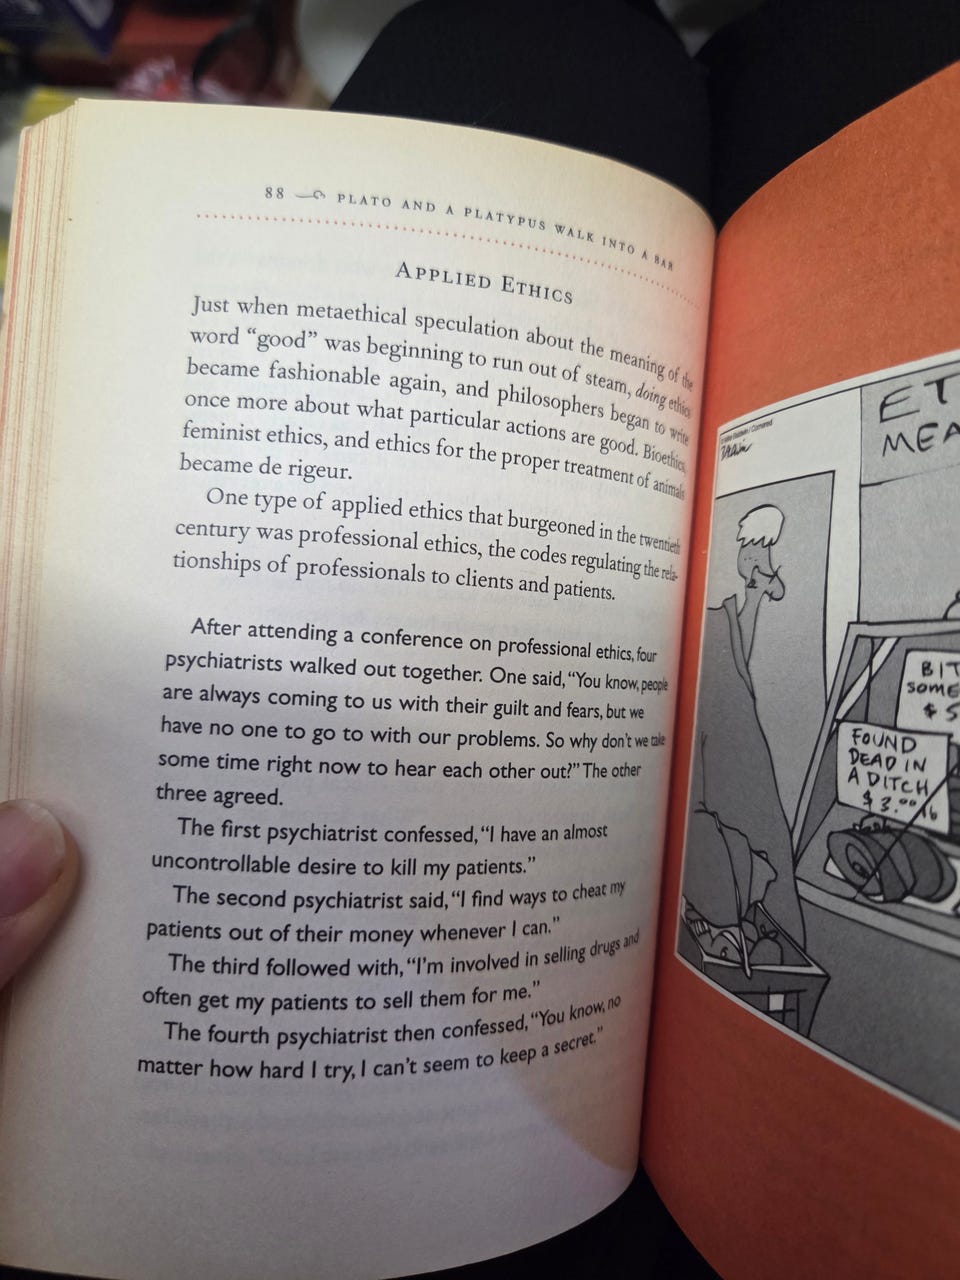 88 PLATO AND A PLATYPUS WALK INTO A BAR
APPLIED ETHICS
Just when metaethical speculation about the meaning of the
word “good” was beginning to run out of steam, doing ethics
became fashionable again, and philosophers began to write
once more about what particular actions are good. Bioethics,
feminist ethics, and ethics for the proper treatment of animals
became de rigeur.
One type of applied ethics that burgeoned in the twentieth
century was professional ethics, the codes regulating the rela-
tionships of professionals to clients and patients.
After attending a conference on professional ethics, four
psychiatrists walked out together. One said, “You know, people
are always coming to us with their guilt and fears, but we
have no one to go to with our problems. So why don't we take
some time right now to hear each other out?” The other
three agreed.
The first psychiatrist confessed, “I have an almost
uncontrollable desire to kill my patients.”
The second psychiatrist said, “I find ways to cheat my
patients out of their money whenever I can.”
The third followed with, “I'm involved in selling drugs and
often get my patients to sell them for me.”
The fourth psychiatrist then confessed, “You know, no
matter how hard I try, I can't seem to keep a secret.”
ET
MEA
BIT
SOME
$ 5
FOUND
DEAD IN
A DITCH
$ 3.00 lb